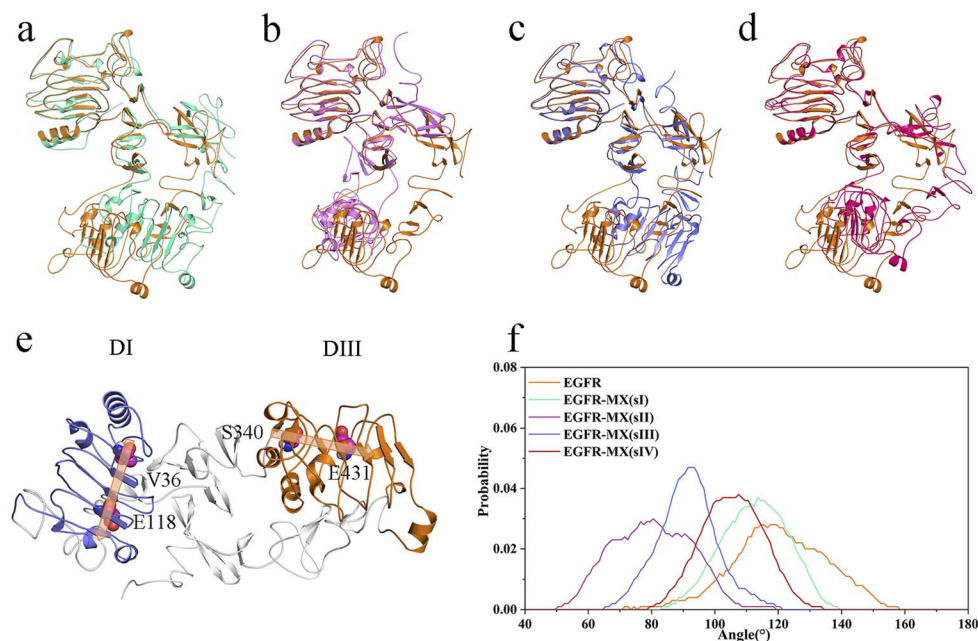 a
b
c
d
e
DI
DIII
S340
V36
E431
E118
f
0.08
EGFR
EGFR-MX(sI)
EGFR-MX(sII)
EGFR-MX(sIII)
EGFR-MX(sIV)
0.06
Probability
0.04
0.02
0.00
40
60
80
100
120
140
160
180
Angle(°)